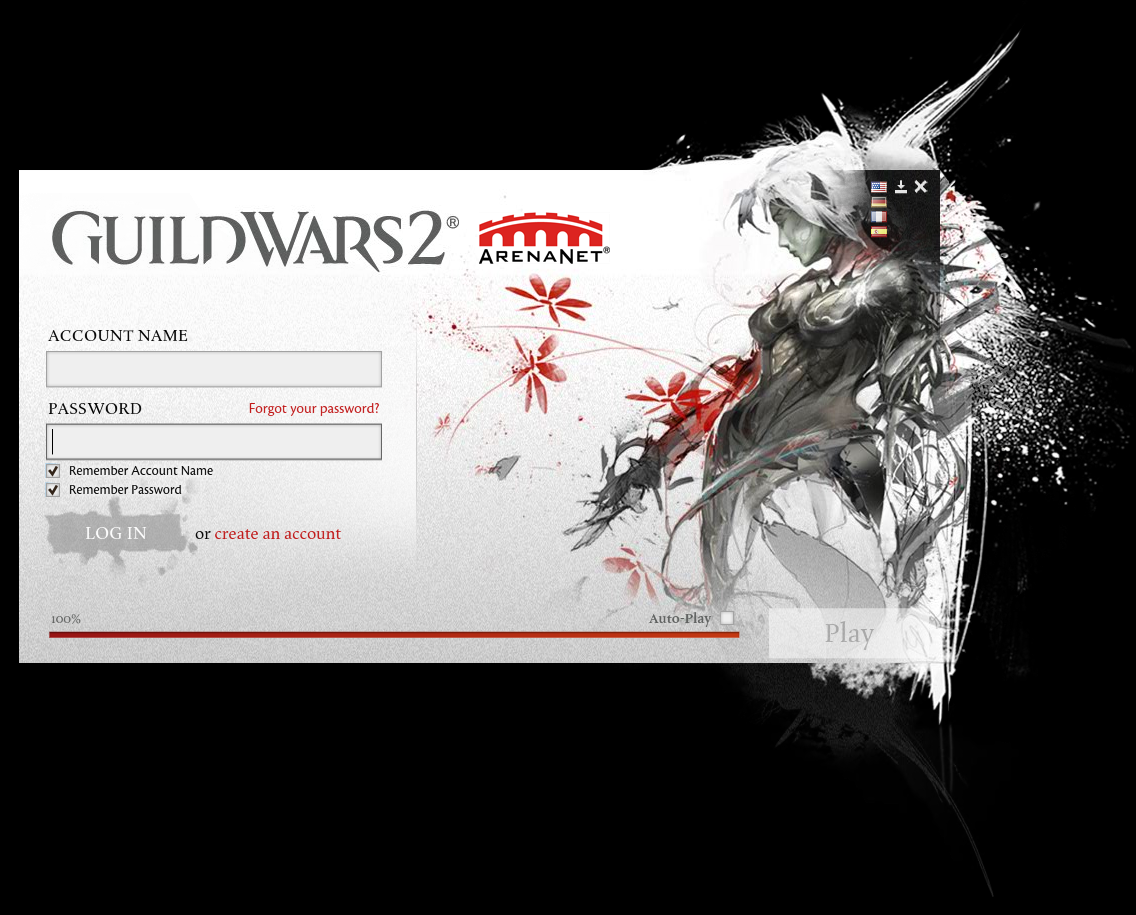 GUILDWARS2®
ARENANET®
ACCOUNT NAME
PASSWORD Forgot your password?
Remember Account Name
Remember Password
LOG IN or create an account
100% Auto-Play
Play